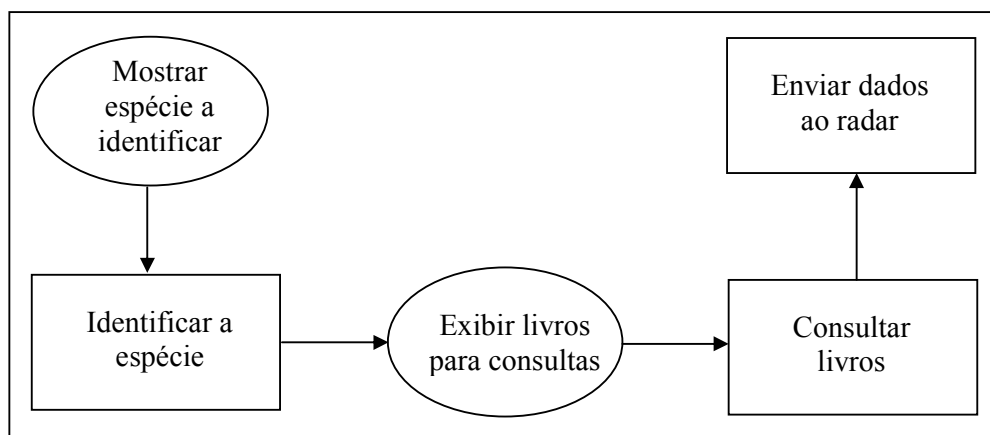 Mostrar
espécie a
identificar
Identificar a
espécie
Exibir livros
para consultas
Consultar
livros
Enviar dados
ao radar